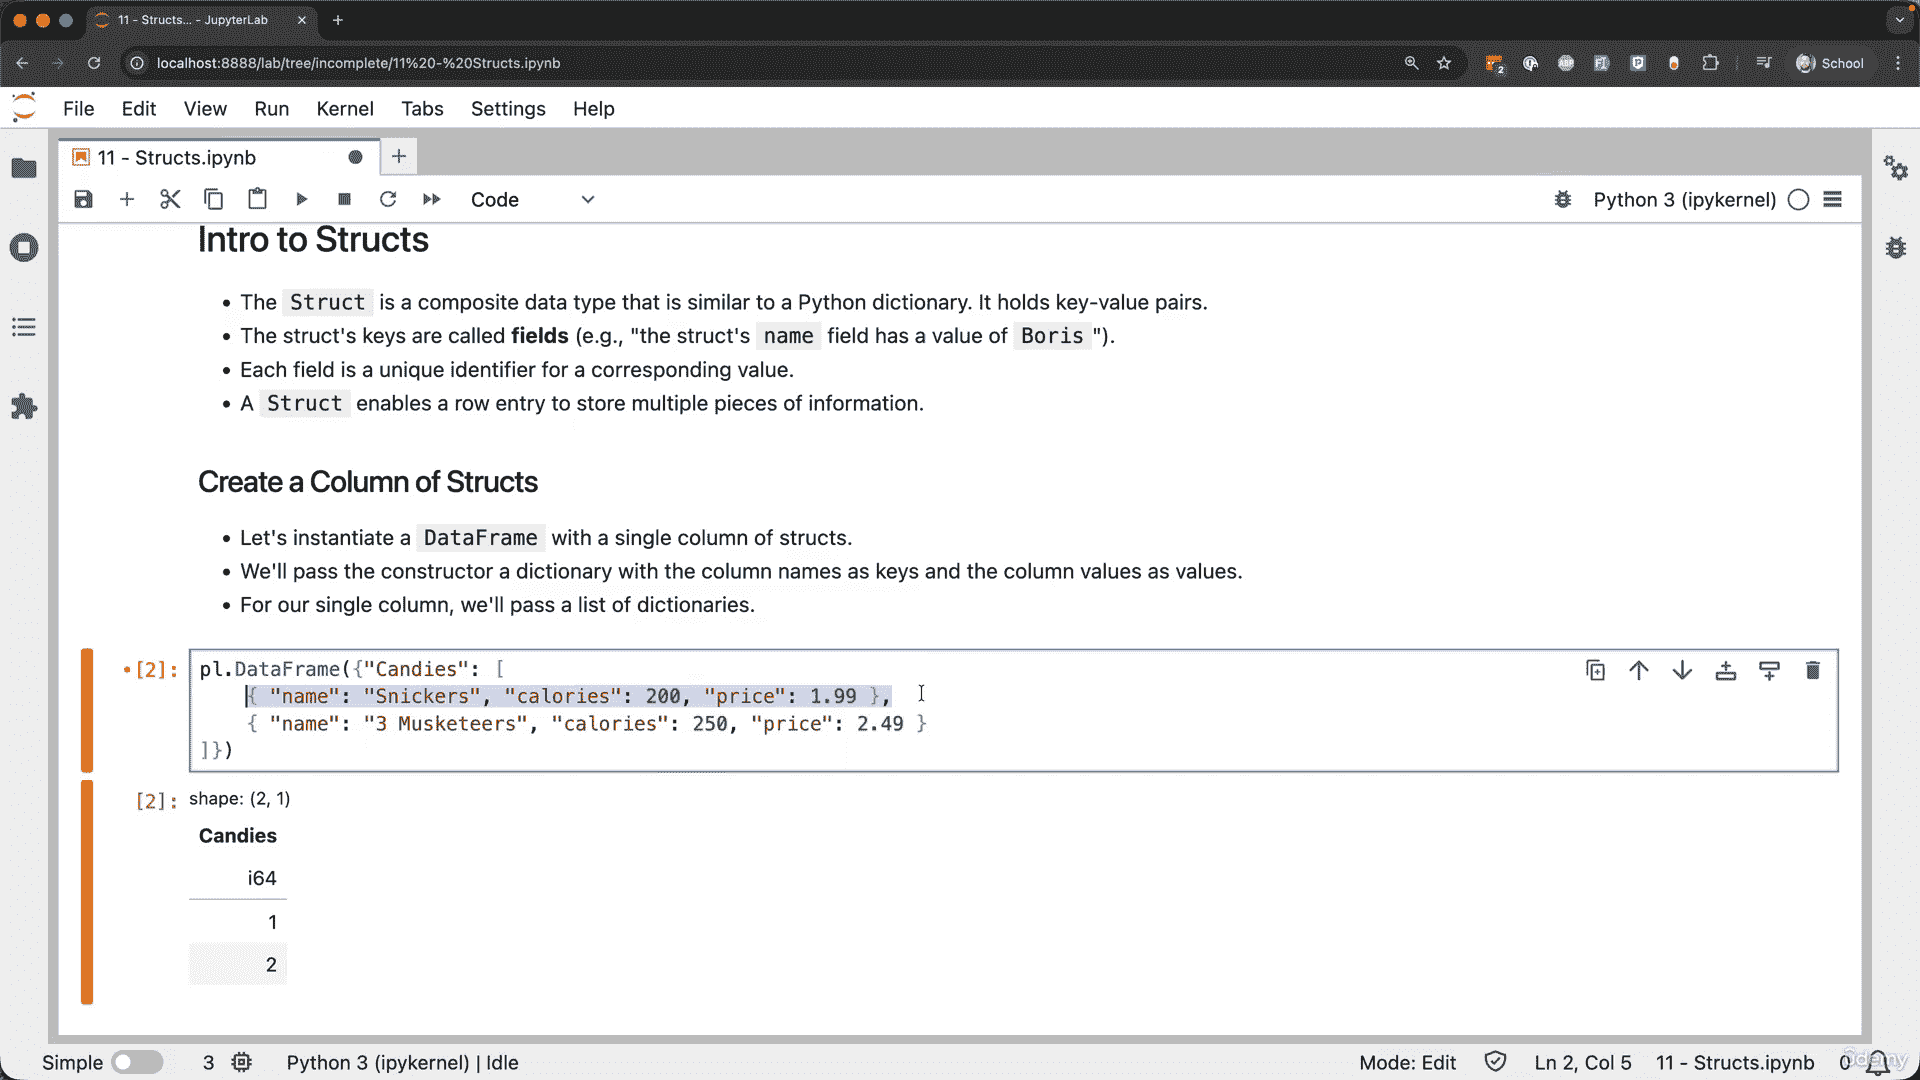 11 - Structs... - JupyterLab
localhost:8888/lab/tree/incomplete/11%20-%20Structs.ipynb
2
ABP
School
File Edit View Run Kernel Tabs Settings Help
11 - Structs.ipynb
Code
Python 3 (ipykernel)
Intro to Structs
• The Struct is a composite data type that is similar to a Python dictionary. It holds key-value pairs.
• The struct's keys are called fields (e.g., "the struct's name field has a value of Boris ").
• Each field is a unique identifier for a corresponding value.
• A Struct enables a row entry to store multiple pieces of information.
Create a Column of Structs
• Let's instantiate a DataFrame with a single column of structs.
• We'll pass the constructor a dictionary with the column names as keys and the column values as values.
• For our single column, we'll pass a list of dictionaries.
•[2]: pl.DataFrame({"Candies": [
{ "name": "Snickers", "calories": 200, "price": 1.99 },
{ "name": "3 Musketeers", "calories": 250, "price": 2.49 }
]})
[2]: shape: (2, 1)
Candies
i64
1
2
Simple 3 Python 3 (ipykernel) | Idle Mode: Edit Ln 2, Col 5 11 - Structs.ipynb 0